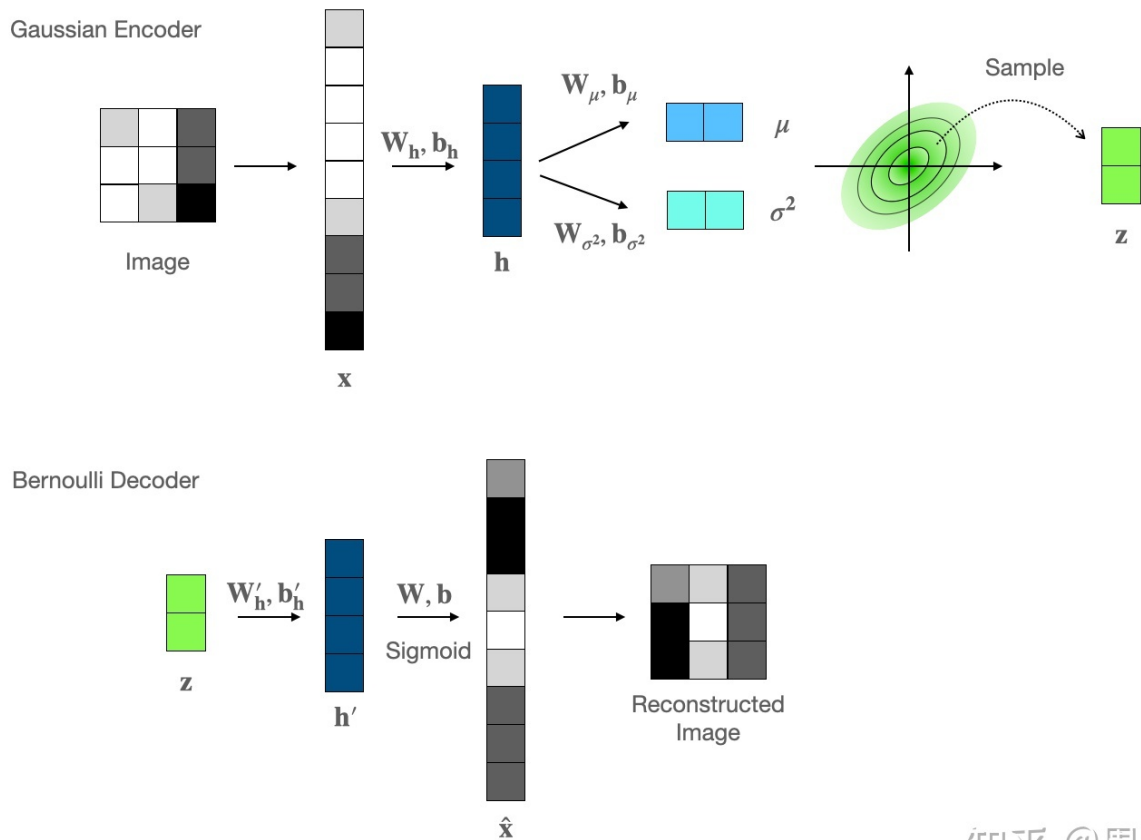 Gaussian Encoder
Sample
W_μ, b_μ
μ
W_h, b_h
σ²
W_σ², b_σ²
Image
h
z
x
Bernoulli Decoder
W′_h, b′_h
W, b
Sigmoid
z
h′
Reconstructed
Image
x̂